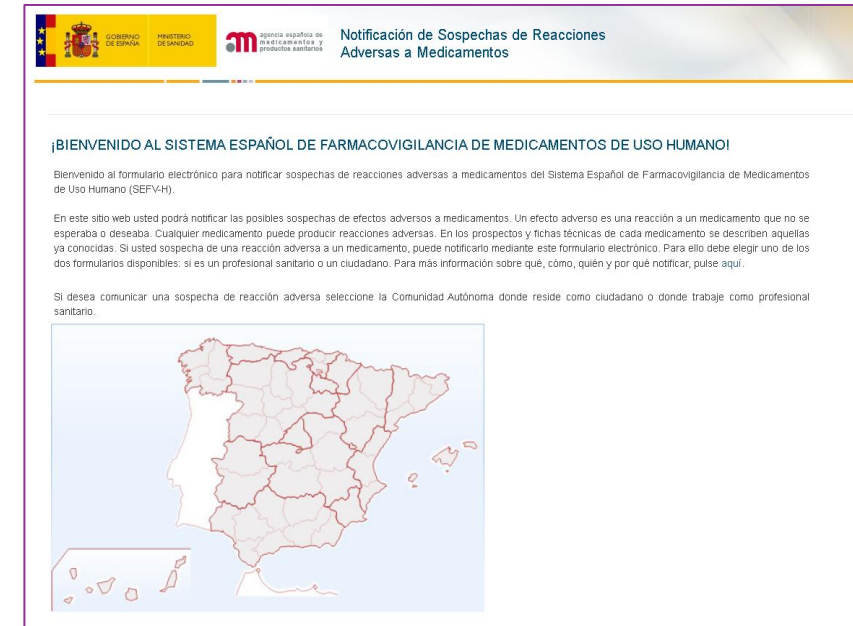 GOBIERNO
DE ESPAÑA
MINISTERIO
DE SANIDAD
agencia española de
medicamentos y
productos sanitarios
Notificación de Sospechas de Reacciones
Adversas a Medicamentos
¡BIENVENIDO AL SISTEMA ESPAÑOL DE FARMACOVIGILANCIA DE MEDICAMENTOS DE USO HUMANO!
Bienvenido al formulario electrónico para notificar sospechas de reacciones adversas a medicamentos del Sistema Español de Farmacovigilancia de Medicamentos
de Uso Humano (SEFV-H).
En este sitio web usted podrá notificar las posibles sospechas de efectos adversos a medicamentos. Un efecto adverso es una reacción a un medicamento que no se
esperaba o deseaba. Cualquier medicamento puede producir reacciones adversas. En los prospectos y fichas técnicas de cada medicamento se describen aquellas
ya conocidas. Si usted sospecha de una reacción adversa a un medicamento, puede notificarlo mediante este formulario electrónico. Para ello debe elegir uno de los
dos formularios disponibles: si es un profesional sanitario o un ciudadano. Para más información sobre qué, cómo, quién y por qué notificar, pulse aquí.
Si desea comunicar una sospecha de reacción adversa seleccione la Comunidad Autónoma donde reside como ciudadano o donde trabaje como profesional
sanitario.